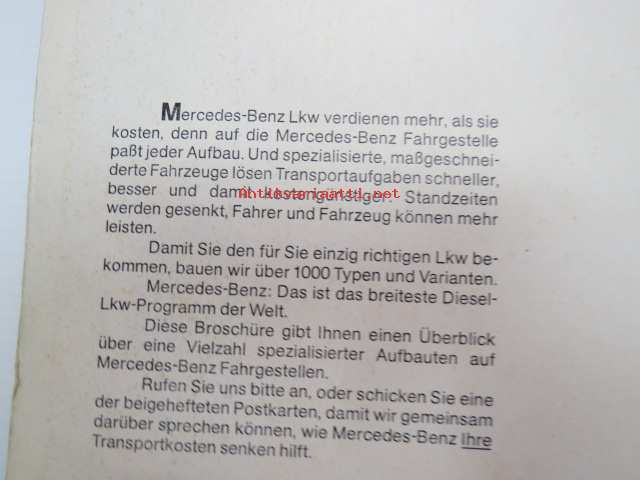 Mercedes-Benz Lkw verdienen mehr, als sie
kosten, denn auf die Mercedes-Benz Fahrgestelle
paßt jeder Aufbau. Und spezialisierte, maßgeschnei-
derte Fahrzeuge lösen Transportaufgaben schneller,
besser und damit kostengünstiger. Standzeiten
werden gesenkt, Fahrer und Fahrzeug können mehr
leisten.
Damit Sie den für Sie einzig richtigen Lkw be-
kommen, bauen wir über 1000 Typen und Varianten.
Mercedes-Benz: Das ist das breiteste Diesel-
Lkw-Programm der Welt.
Diese Broschüre gibt Ihnen einen Überblick
über eine Vielzahl spezialisierter Aufbauten auf
Mercedes-Benz Fahrgestellen.
Rufen Sie uns bitte an, oder schicken Sie eine
der beigehefteten Postkarten, damit wir gemeinsam
darüber sprechen können, wie Mercedes-Benz Ihre
Transportkosten senken hilft.